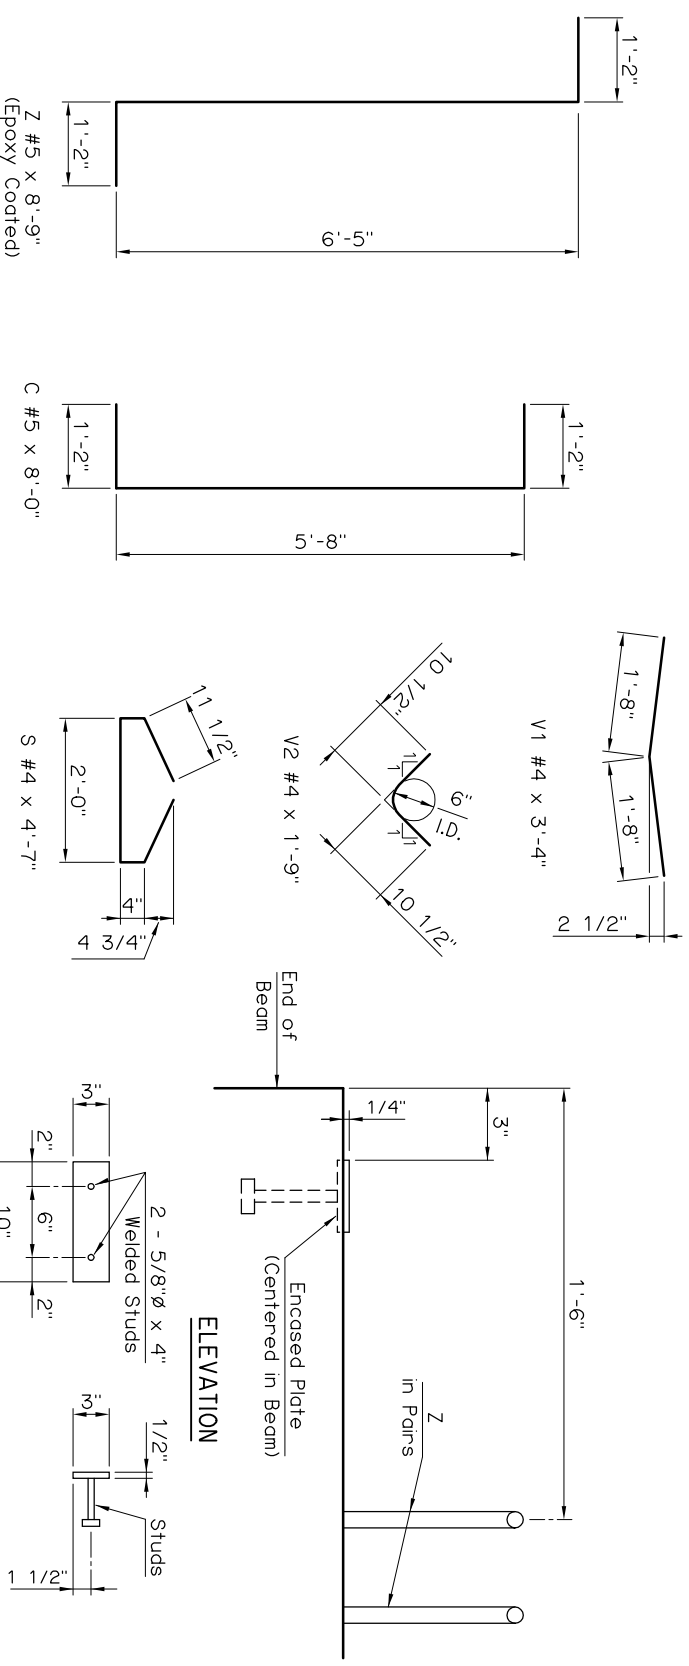 1'-2"
6'-5"
1'-2"
Z #5 x 8'-9"
(Epoxy Coated)
1'-2"
5'-8"
1'-2"
C #5 x 8'-0"
1'-8"
1'-8"
2 1/2"
V1 #4 x 3'-4"
10 1/2"
1
1
6"
I.D.
1
1
10 1/2"
V2 #4 x 1'-9"
11 1/2"
2'-0"
4"
4 3/4"
S #4 x 4'-7"
End of
Beam
1/4"
3"
1'-6"
Encased Plate
(Centered in Beam)
Z
in Pairs
ELEVATION
3"
2"
6"
2"
10"
2 - 5/8"ø x 4"
Welded Studs
3"
1/2"
Studs
1 1/2"